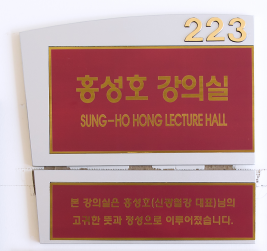 223
홍성호 강의실
SUNG-HO HONG LECTURE HALL
본 강의실은 홍성호(신광철강 대표)님의
고귀한 뜻과 정성으로 이루어졌습니다.